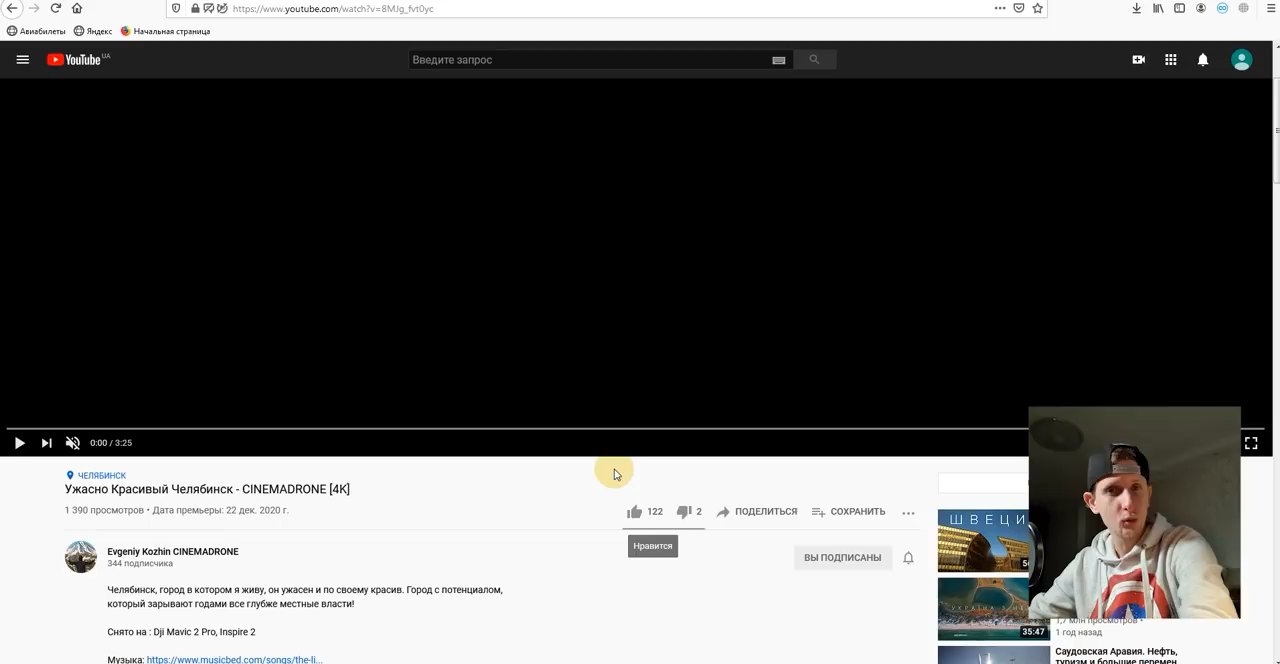 https://www.youtube.com/watch?v=8MJg_fvt0yc
Авиабилеты
Яндекс
Начальная страница
YouTube UA
Введите запрос
0:00 / 3:25
ЧЕЛЯБИНСК
Ужасно Красивый Челябинск - CINEMADRONE [4K]
1 390 просмотров • Дата премьеры: 22 дек. 2020 г.
122
2
ПОДЕЛИТЬСЯ
СОХРАНИТЬ
Нравится
Evgeniy Kozhin CINEMADRONE
344 подписчика
ВЫ ПОДПИСАНЫ
Челябинск, город в котором я живу, он ужасен и по своему красив. Город с потенциалом,
который зарывают годами все глубже местные власти!
Снято на : Dji Mavic 2 Pro, Inspire 2
Музыка: https://www.musicbed.com/songs/the-li...
ШВЕЦИ
35:47
1,7 млн просмотров •
1 год назад
Саудовская Аравия. Нефть,
туризм и большие перемен